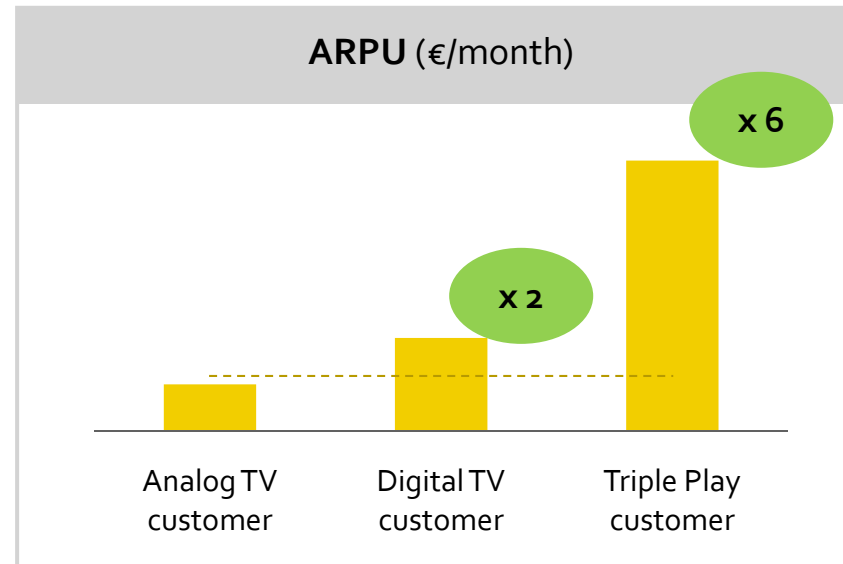 ARPU (€/month)
x 6
x 2
Analog TV
customer
Digital TV
customer
Triple Play
customer